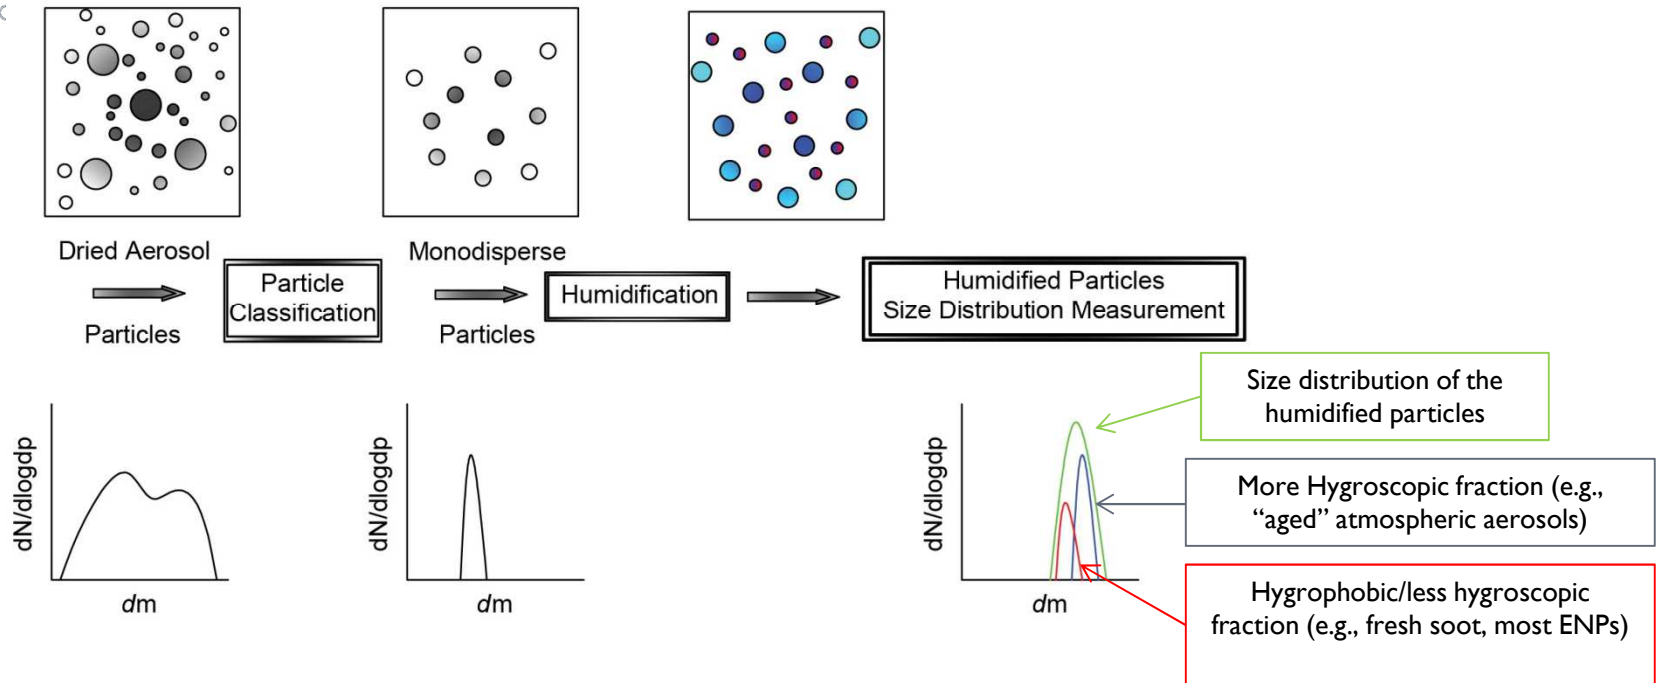 Dried Aerosol
Particles
Particle
Classification
Monodisperse
Particles
Humidification
Humidified Particles
Size Distribution Measurement
dN/dlogdp
dm
dN/dlogdp
dm
dN/dlogdp
dm
Size distribution of the
humidified particles
More Hygroscopic fraction (e.g.,
“aged” atmospheric aerosols)
Hygrophobic/less hygroscopic
fraction (e.g., fresh soot, most ENPs)